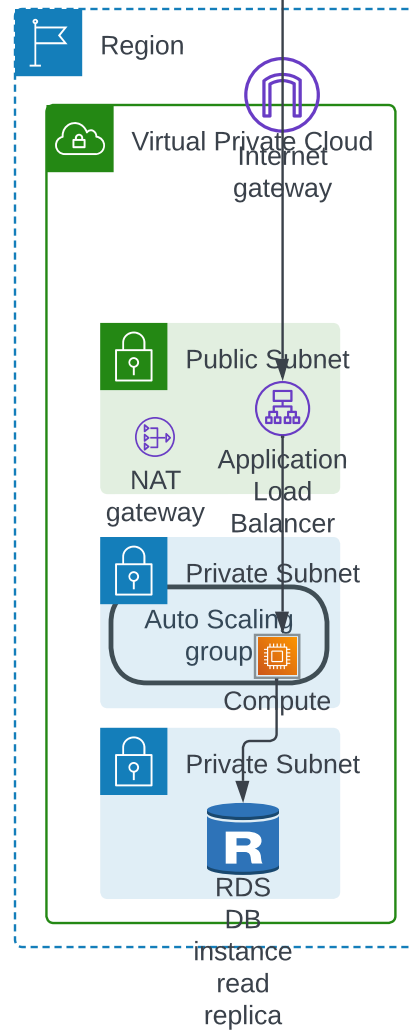 Region
Virtual Private Cloud
Internet
gateway
Public Subnet
NAT
gateway
Application
Load
Balancer
Private Subnet
Auto Scaling
group
Compute
Private Subnet
R
RDS
DB
instance
read
replica